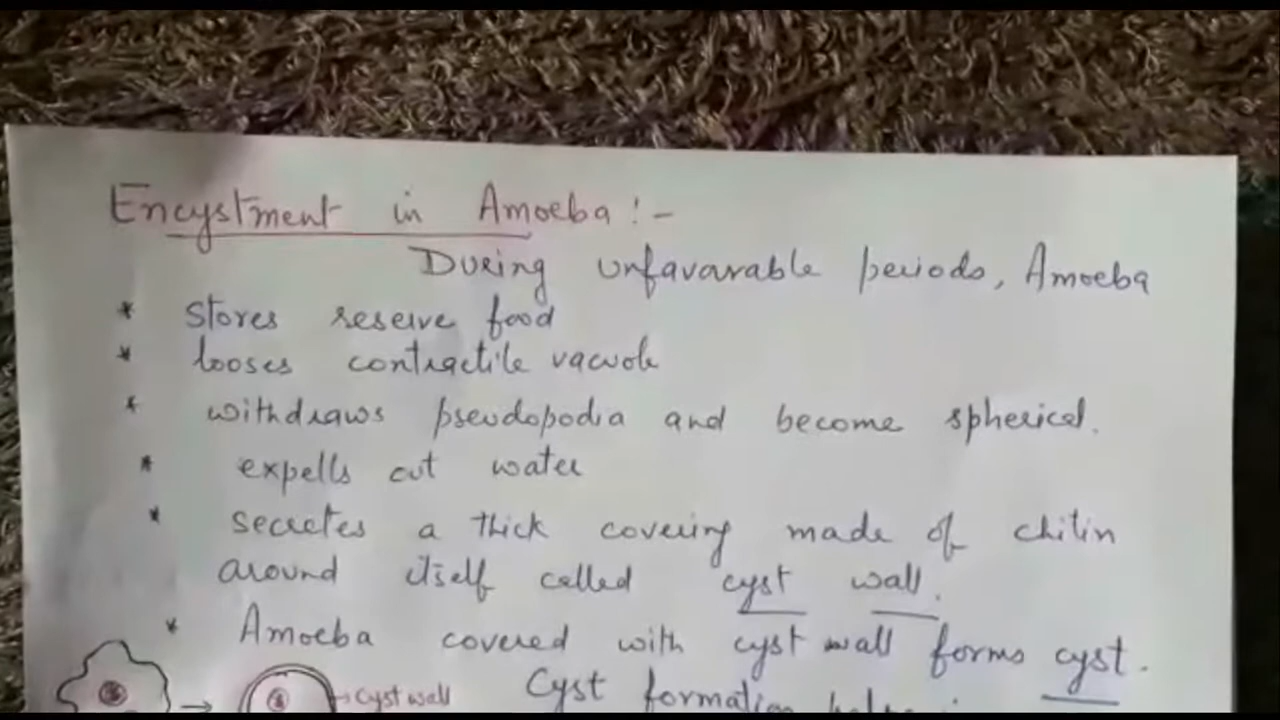 Encystment in Amoeba! -
During unfavarable periods, Amoeba
* stores reserve food
* looses contractile vacuole
* withdraws pseudopodia and become spherical.
* expells out water
* secretes a thick covering made of chitin
around itself called cyst wall.
* Amoeba covered with cyst wall forms cyst.
Cyst wall
Cyst formation